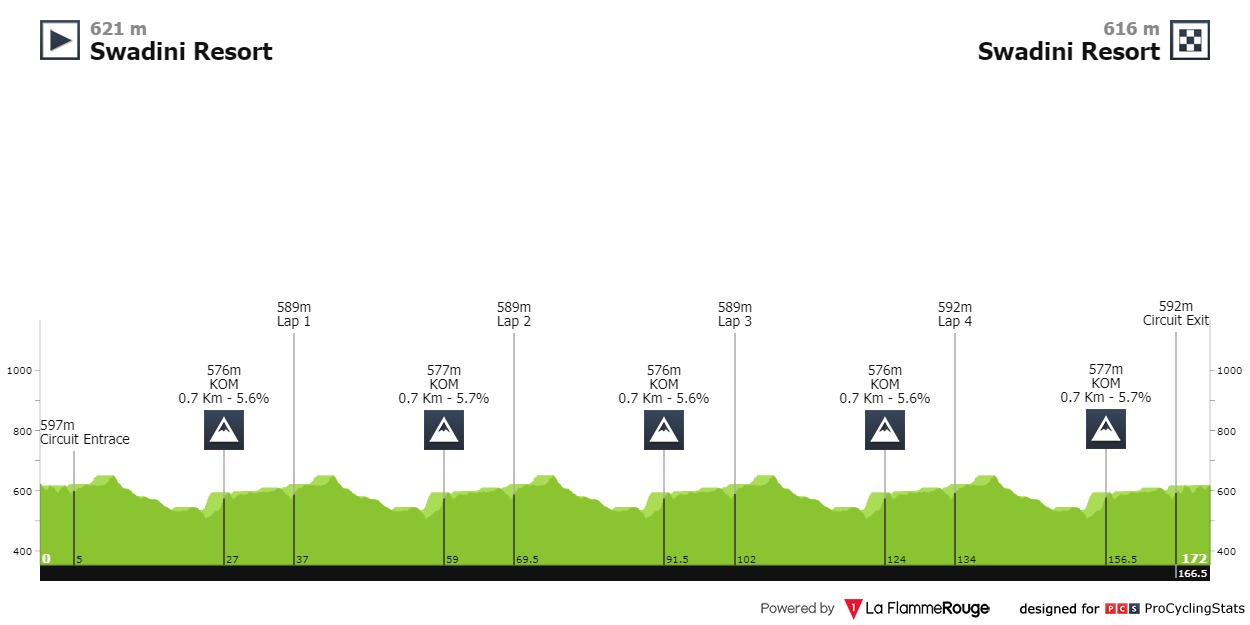 621 m
Swadini Resort
616 m
Swadini Resort
589m
Lap 1
589m
Lap 2
589m
Lap 3
592m
Lap 4
592m
Circuit Exit
576m
KOM
0.7 Km - 5.6%
577m
KOM
0.7 Km - 5.7%
576m
KOM
0.7 Km - 5.6%
576m
KOM
0.7 Km - 5.6%
577m
KOM
0.7 Km - 5.7%
597m
Circuit Entrace
1000
800
600
400
1000
800
600
400
0
5
27
37
59
69.5
91.5
102
124
134
156.5
172
166.5
Powered by La FlammeRouge
designed for PCS ProCyclingStats